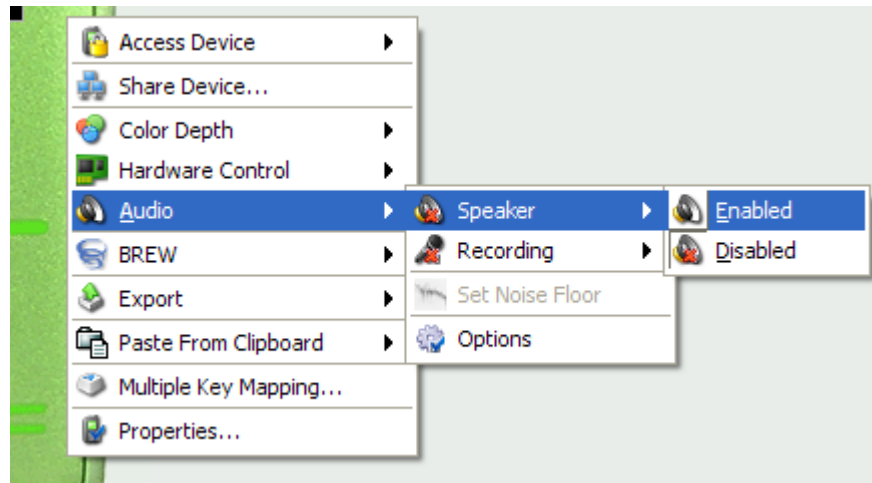 Access Device
Share Device...
Color Depth
Hardware Control
Audio
BREW
Export
Paste From Clipboard
Multiple Key Mapping...
Properties...
Speaker
Recording
Set Noise Floor
Options
Enabled
Disabled